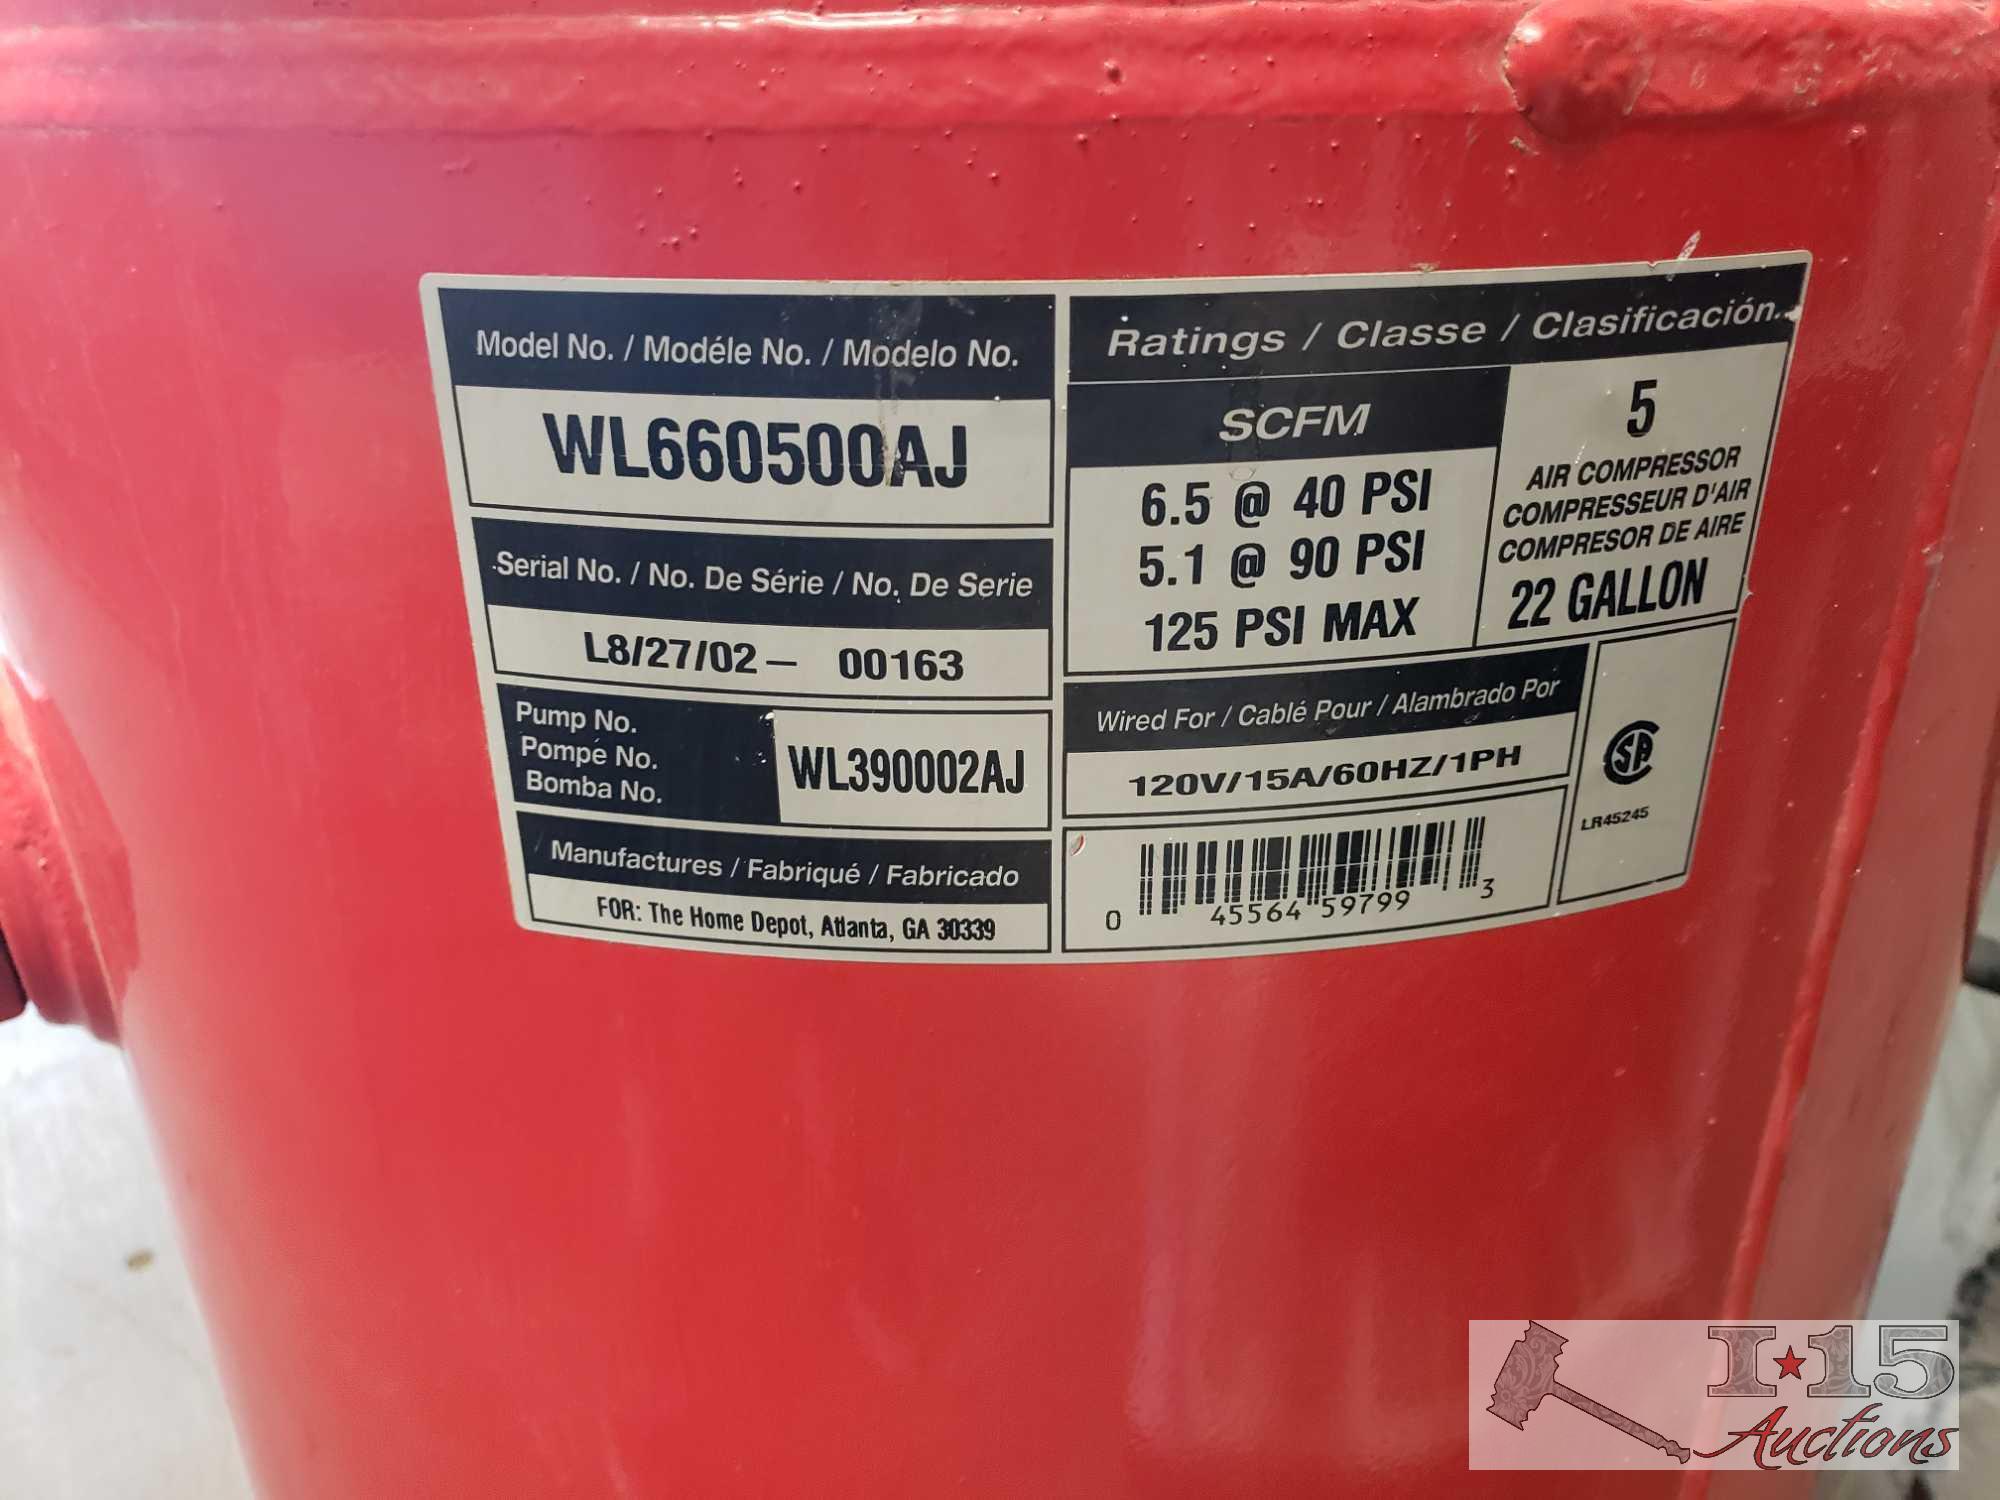 Model No. / Modéle No. / Modelo No.
WL660500AJ
Serial No. / No. De Série / No. De Serie
L8/27/02 – 00163
Pump No.
Pompe No.
Bomba No.
WL390002AJ
Manufactures / Fabriqué / Fabricado
FOR: The Home Depot, Atlanta, GA 30339
Ratings / Classe / Clasificación
SCFM
6.5 @ 40 PSI
5.1 @ 90 PSI
125 PSI MAX
5
AIR COMPRESSOR
COMPRESSEUR D'AIR
COMPRESOR DE AIRE
22 GALLON
Wired For / Cablé Pour / Alambrado Por
120V/15A/60HZ/1PH
SA
LR45245
0 45564 59799 3
I★15
Auctions